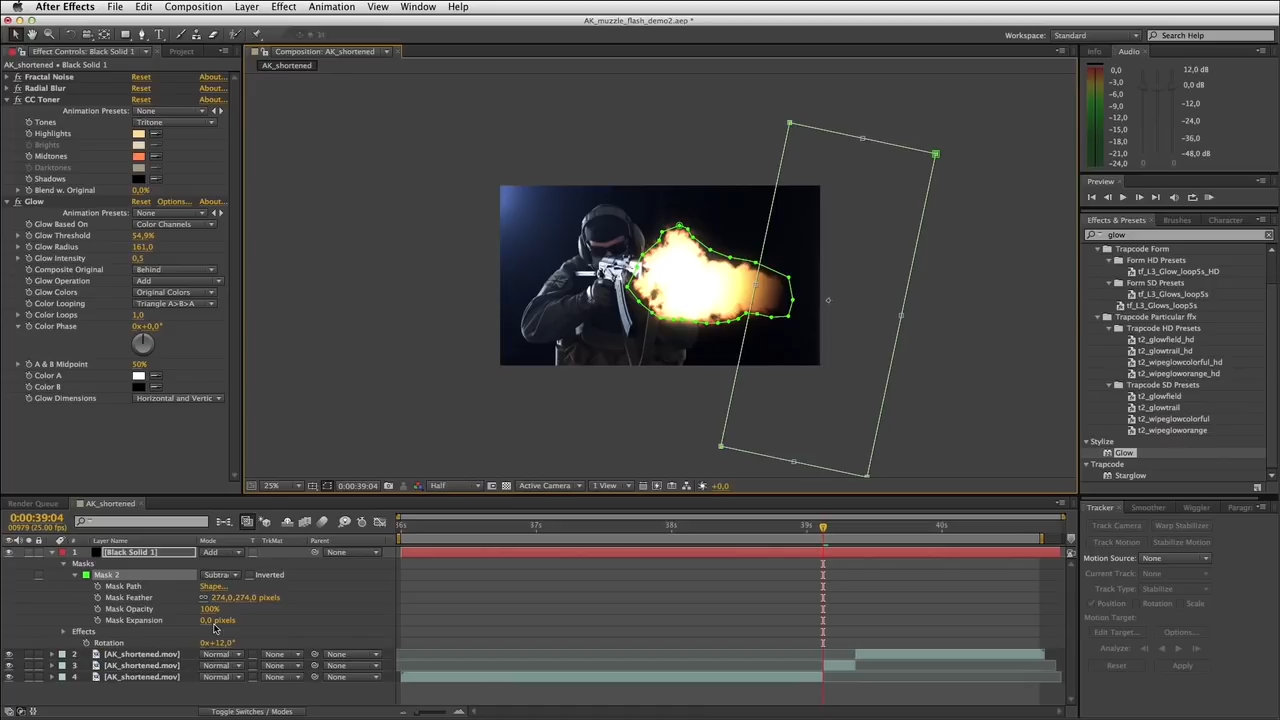 After Effects File Edit Composition Layer Effect Animation View Window Help
AK_muzzle_flash_demo2.aep *
Workspace: Standard Search Help
Effect Controls: Black Solid 1 Project
AK_shortened • Black Solid 1
Fractal Noise Reset About...
Radial Blur Reset About...
CC Toner Reset About...
Animation Presets: None
Tones Tritone
Highlights
Brights
Midtones
Darktones
Shadows
Blend w. Original 0,0%
Glow Reset Options... About...
Animation Presets: None
Glow Based On Color Channels
Glow Threshold 54,9%
Glow Radius 161,0
Glow Intensity 0,5
Composite Original Behind
Glow Operation Add
Glow Colors Original Colors
Color Looping Triangle A>B>A
Color Loops 1,0
Color Phase 0x+0,0°
A & B Midpoint 50%
Color A
Color B
Glow Dimensions Horizontal and Vertic
Composition: AK_shortened
AK_shortened
25% 0:00:39:04 Half Active Camera 1 View +0,0
Info Audio
0,0
-3,0
-6,0
-9,0
-12,0
-15,0
-18,0
-21,0
-24,0
12,0 dB
0,0 dB
-12,0
-24,0
-36,0
-48,0 dB
Preview
Effects & Presets Brushes Character
glow
Trapcode Form
Form HD Presets
tf_L3_Glow_loop5s_HD
Form SD Presets
tf_L3_Glows_loop5s
tf_L3_Glows_loop5s
Trapcode Particular ffx
Trapcode HD Presets
t2_glowfield_hd
t2_glowtrail_hd
t2_wipeglowcolorful_hd
t2_wipegloworange_hd
Trapcode SD Presets
t2_glowfield
t2_glowtrail
t2_wipeglowcolorful
t2_wipegloworange
Stylize
Glow
Trapcode
Starglow
Render Queue AK_shortened
0:00:39:04
00979 (25.00 fps)
# Layer Name Mode T TrkMat Parent
36s 37s 38s 39s 40s
1 [Black Solid 1] Add None
Masks
Mask 2 Subtra Inverted
Mask Path Shape...
Mask Feather 274,0,274,0 pixels
Mask Opacity 100%
Mask Expansion 0,0 pixels
Effects
Rotation 0x+12,0°
2 [AK_shortened.mov] Normal None None
3 [AK_shortened.mov] Normal None None
4 [AK_shortened.mov] Normal None None
Toggle Switches / Modes
Tracker Smoother Wiggler Paragr
Track Camera Warp Stabilizer
Track Motion Stabilize Motion
Motion Source: None
Current Track: None
Track Type: Stabilize
Position Rotation Scale
Motion Target:
Edit Target... Options...
Analyze:
Reset Apply